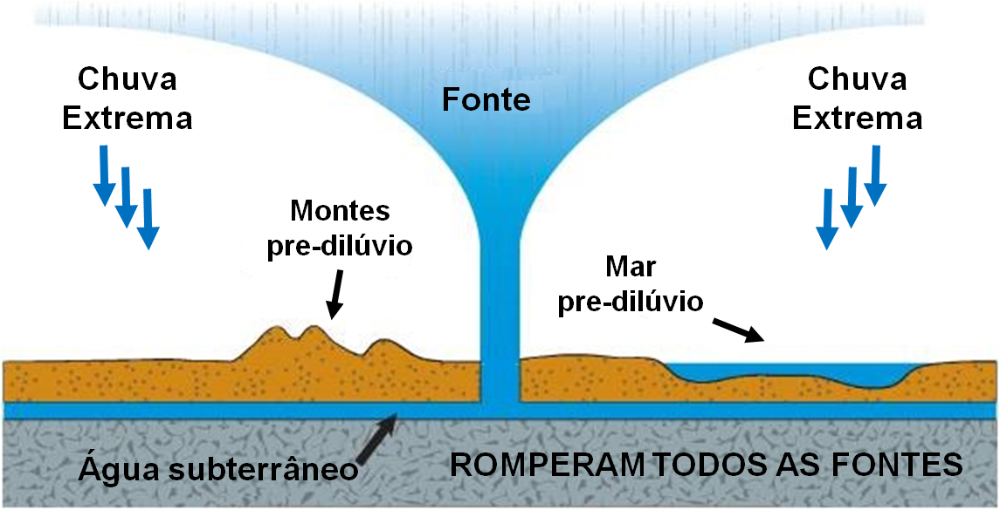 Chuva
Extrema
Fonte
Chuva
Extrema
Montes
pre-dilúvio
Mar
pre-dilúvio
Água subterrâneo
ROMPERAM TODOS AS FONTES